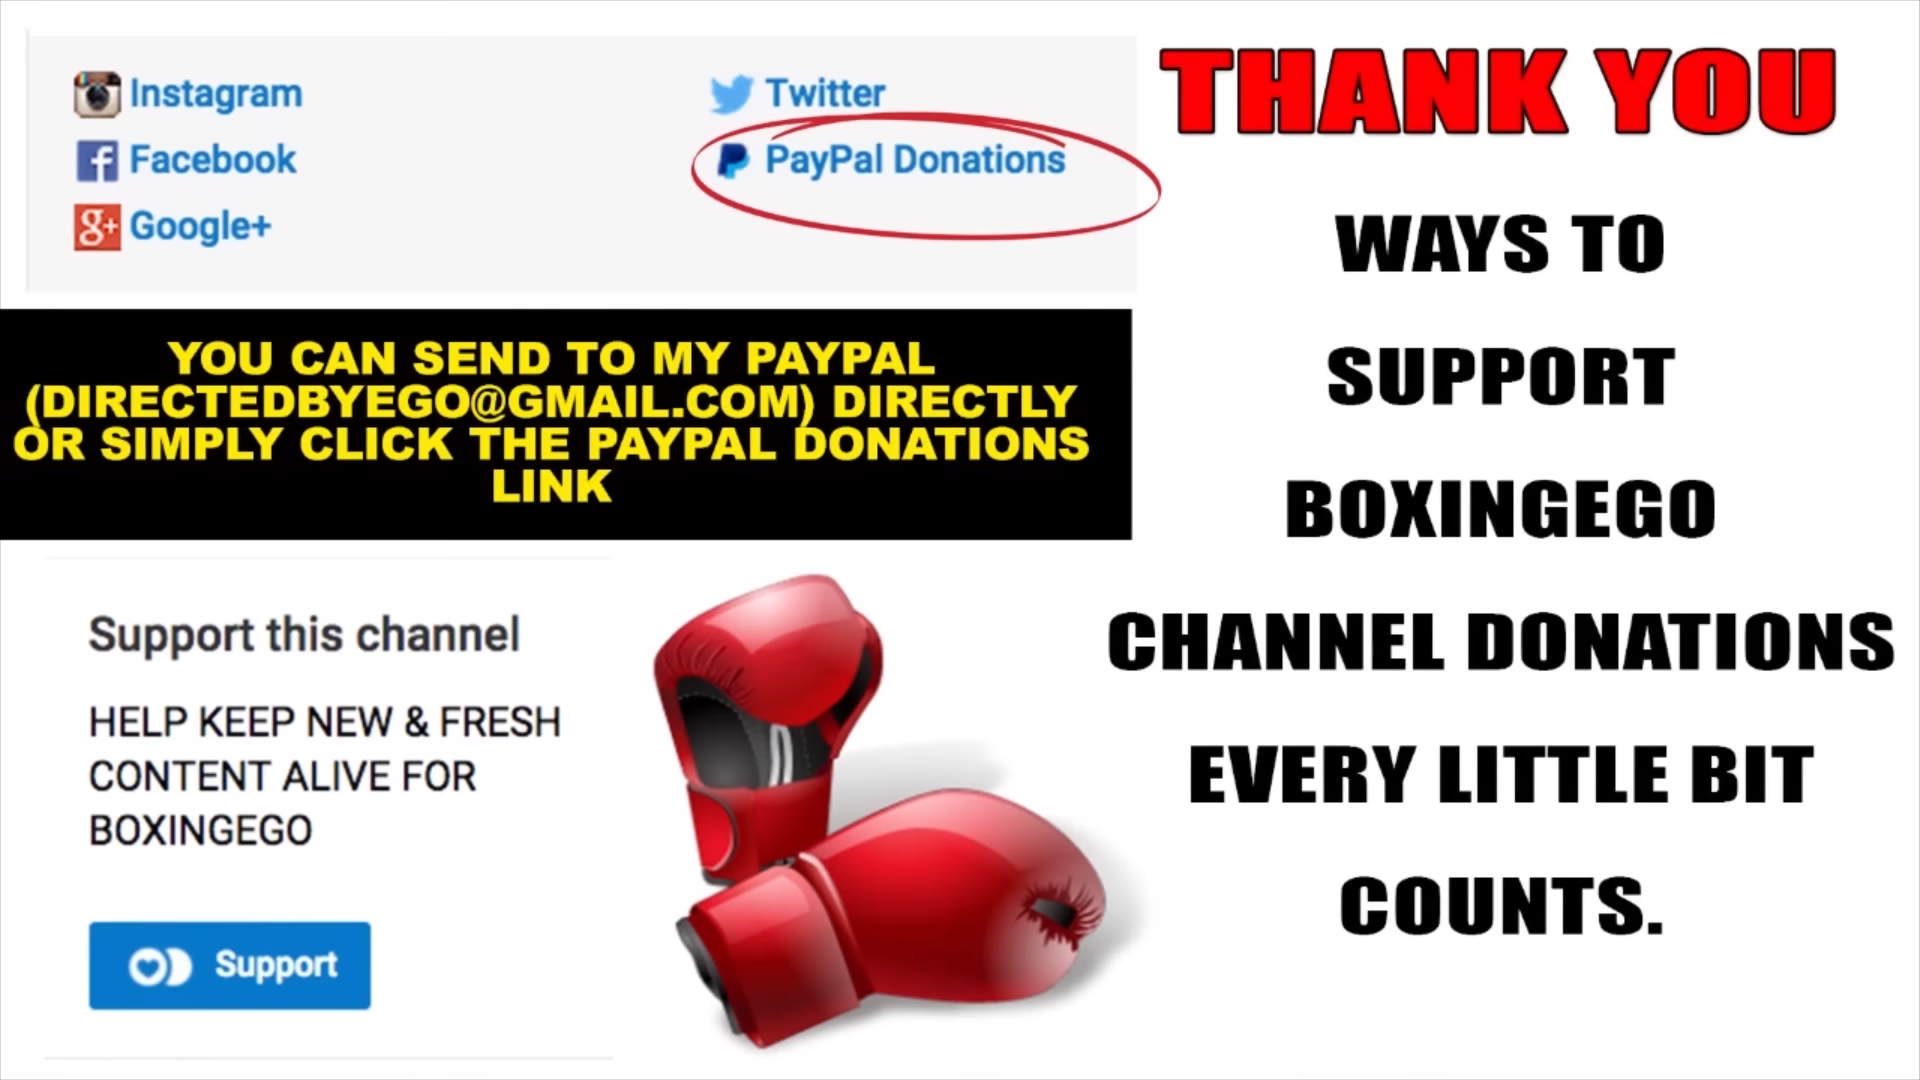 Instagram
Twitter
Facebook
PayPal Donations
Google+
YOU CAN SEND TO MY PAYPAL
(DIRECTEDBYEGO@GMAIL.COM) DIRECTLY
OR SIMPLY CLICK THE PAYPAL DONATIONS
LINK
Support this channel
HELP KEEP NEW & FRESH
CONTENT ALIVE FOR
BOXINGEGO
Support
THANK YOU
WAYS TO
SUPPORT
BOXINGEGO
CHANNEL DONATIONS
EVERY LITTLE BIT
COUNTS.